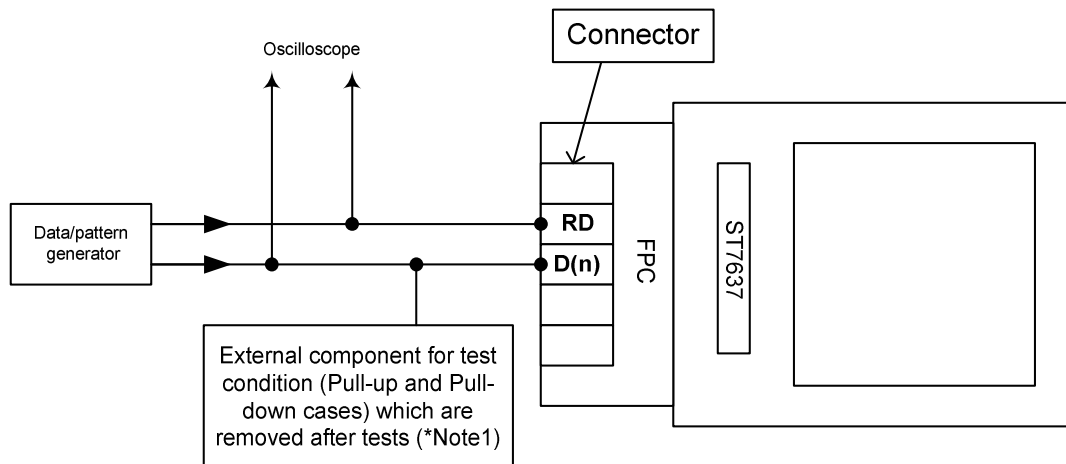 Connector
Oscilloscope
Data/pattern
generator
RD
D(n)
FPC
ST7637
External component for test
condition (Pull-up and Pull-
down cases) which are
removed after tests (*Note1)